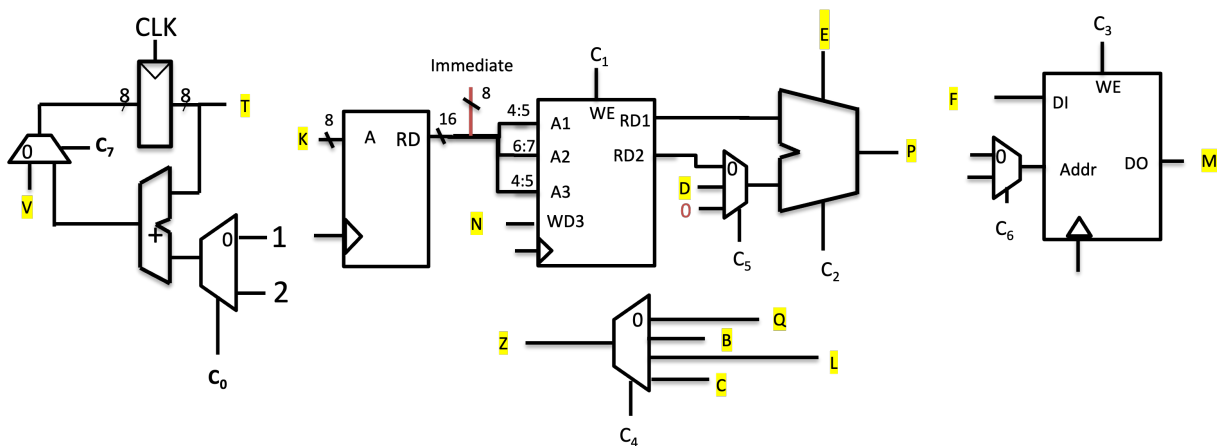 CLK
8
8
T
0
C7
V
+
0
1
2
C0
K
8
A
RD
16
Immediate
8
C1
4:5
6:7
4:5
A1
A2
A3
WD3
WE
RD1
RD2
N
0
D
0
C5
E
P
C2
C3
F
DI
WE
0
Addr
DO
M
C6
Z
0
Q
B
L
C
C4